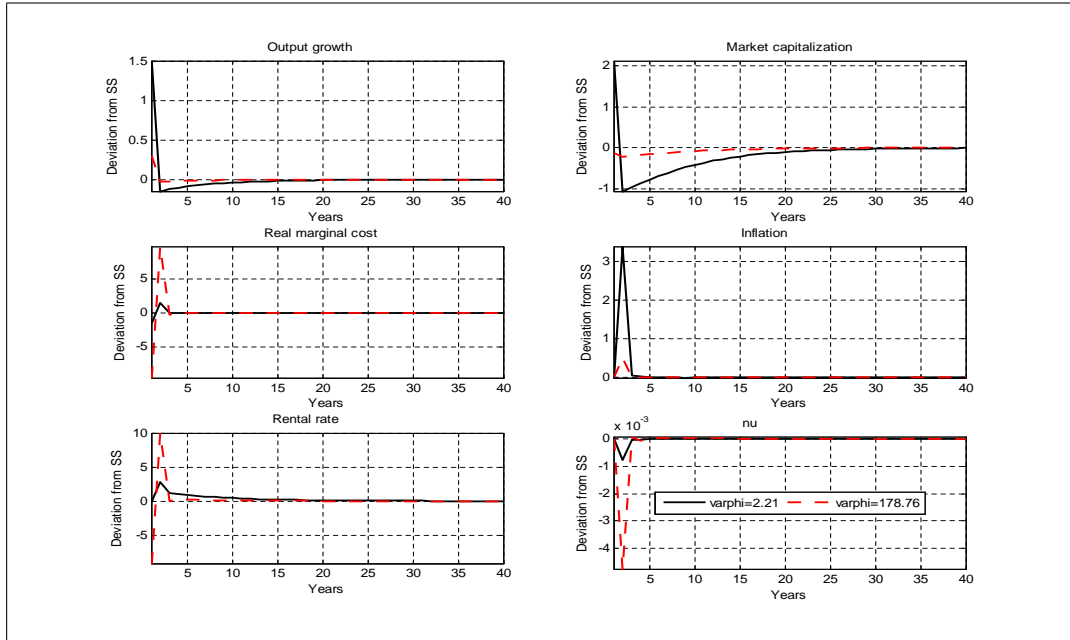 Output growth
Deviation from SS
1.5
1
0.5
0
5 10 15 20 25 30 35 40
Years
Market capitalization
Deviation from SS
2
1
0
-1
5 10 15 20 25 30 35 40
Years
Real marginal cost
Deviation from SS
5
0
-5
5 10 15 20 25 30 35 40
Years
Inflation
Deviation from SS
3
2
1
0
5 10 15 20 25 30 35 40
Years
Rental rate
Deviation from SS
10
5
0
-5
5 10 15 20 25 30 35 40
Years
nu
x 10-3
Deviation from SS
0
-1
-2
-3
-4
varphi=2.21 varphi=178.76
5 10 15 20 25 30 35 40
Years